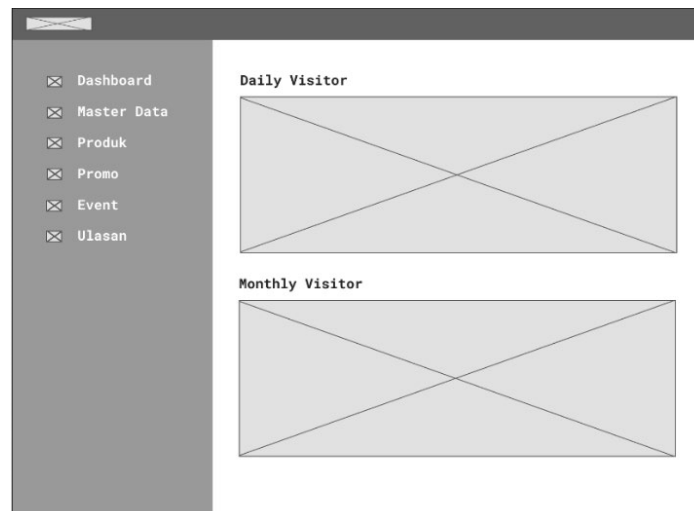 Dashboard
Master Data
Produk
Promo
Event
Ulasan
Daily Visitor
Monthly Visitor